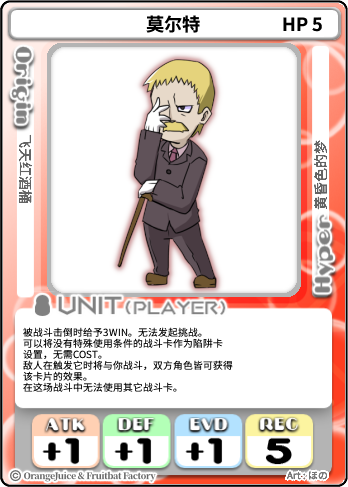 莫尔特 HP 5
Origin
飞天红酒桶
黄昏色的梦
Hyper
UNIT(PLAYER)
被战斗击倒时给予3WIN。无法发起挑战。
可以将没有特殊使用条件的战斗卡作为陷阱卡
设置，无需COST。
敌人在触发它时将与你战斗，双方角色皆可获得
该卡片的效果。
在这场战斗中无法使用其它战斗卡。
ATK DEF EVD REC
+1 +1 +1 5
© OrangeJuice & Fruitbat Factory Art: ほの